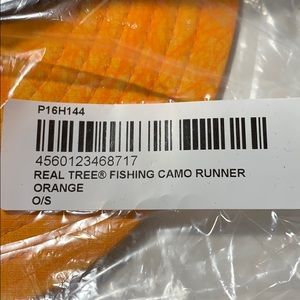 P16H144
4560123468717
REAL TREE® FISHING CAMO RUNNER
ORANGE
O/S